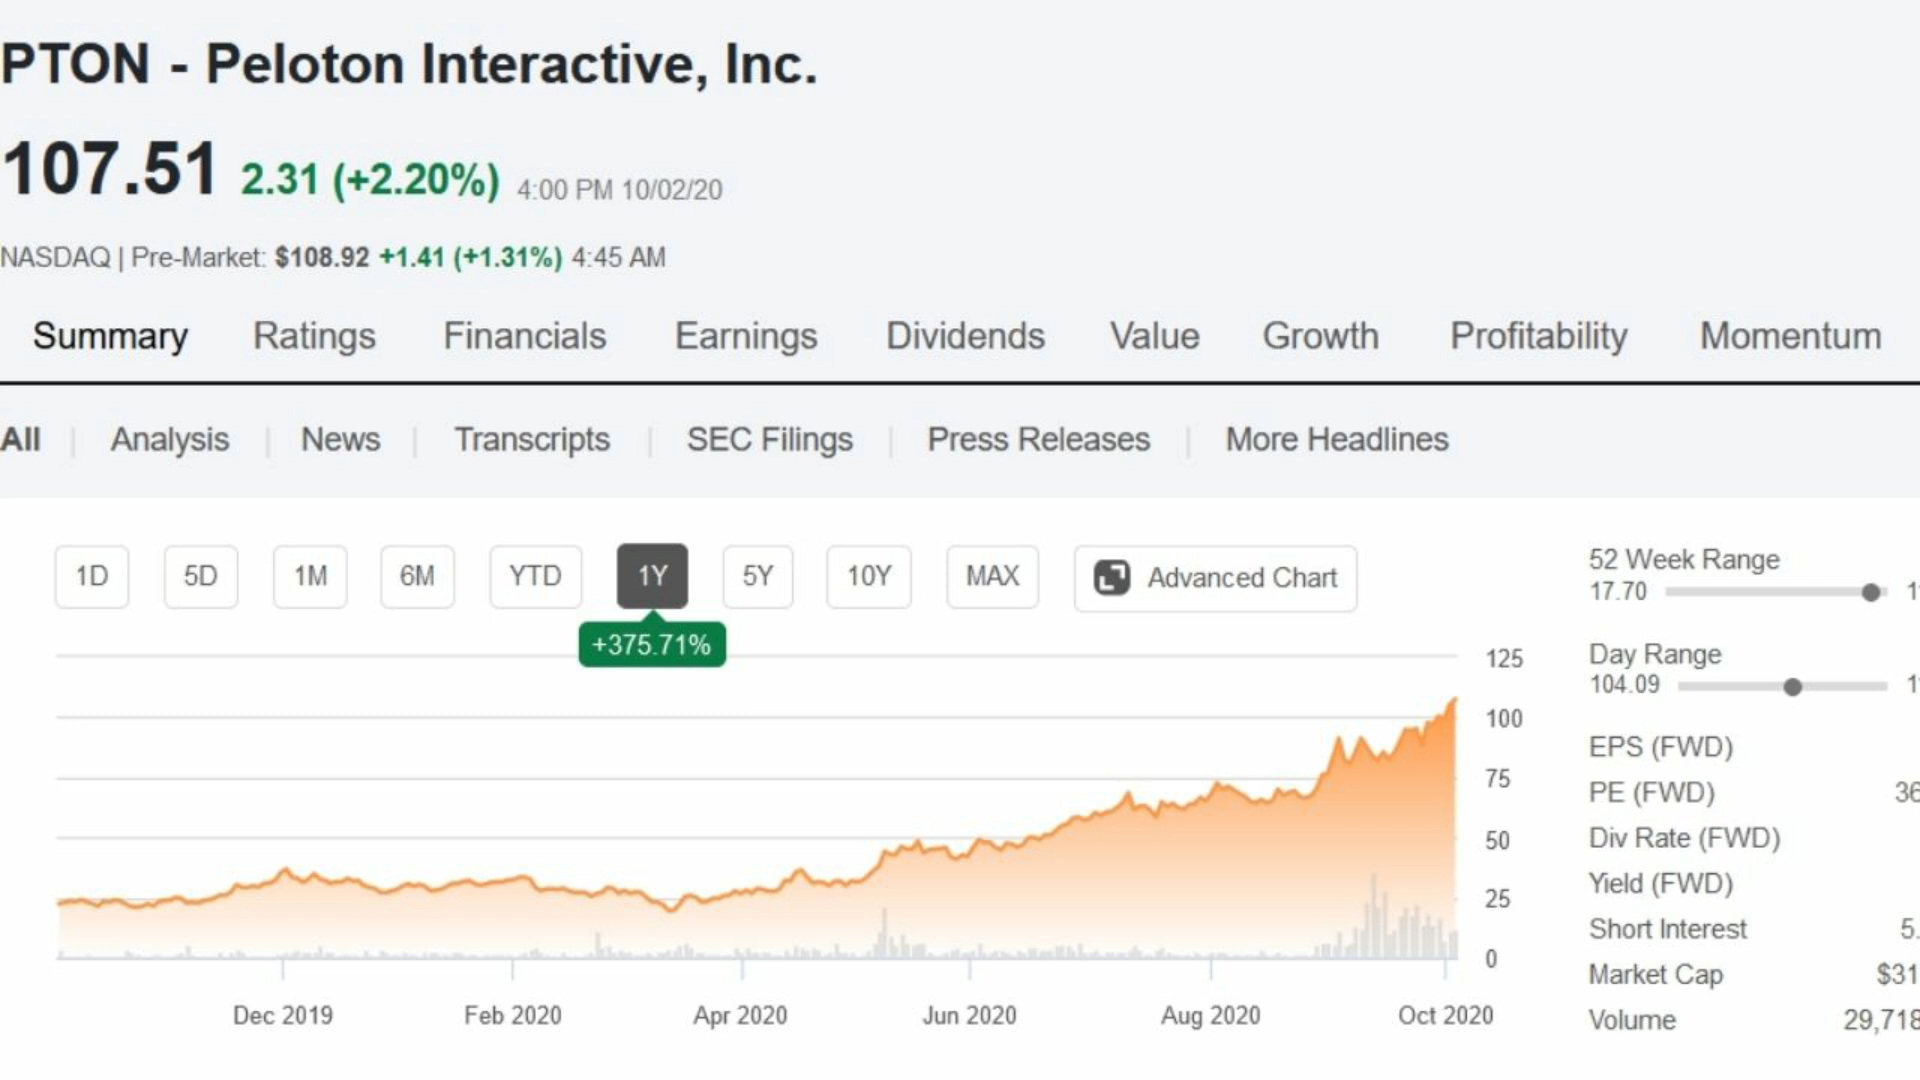 PTON - Peloton Interactive, Inc.
107.51 2.31 (+2.20%) 4:00 PM 10/02/20
NASDAQ | Pre-Market: $108.92 +1.41 (+1.31%) 4:45 AM
Summary Ratings Financials Earnings Dividends Value Growth Profitability Momentum
All | Analysis | News | Transcripts | SEC Filings | Press Releases | More Headlines
1D 5D 1M 6M YTD 1Y 5Y 10Y MAX Advanced Chart
+375.71%
125
100
75
50
25
0
Dec 2019 Feb 2020 Apr 2020 Jun 2020 Aug 2020 Oct 2020
52 Week Range
17.70
Day Range
104.09
EPS (FWD)
PE (FWD) 36
Div Rate (FWD)
Yield (FWD)
Short Interest 5.
Market Cap $31
Volume 29,718